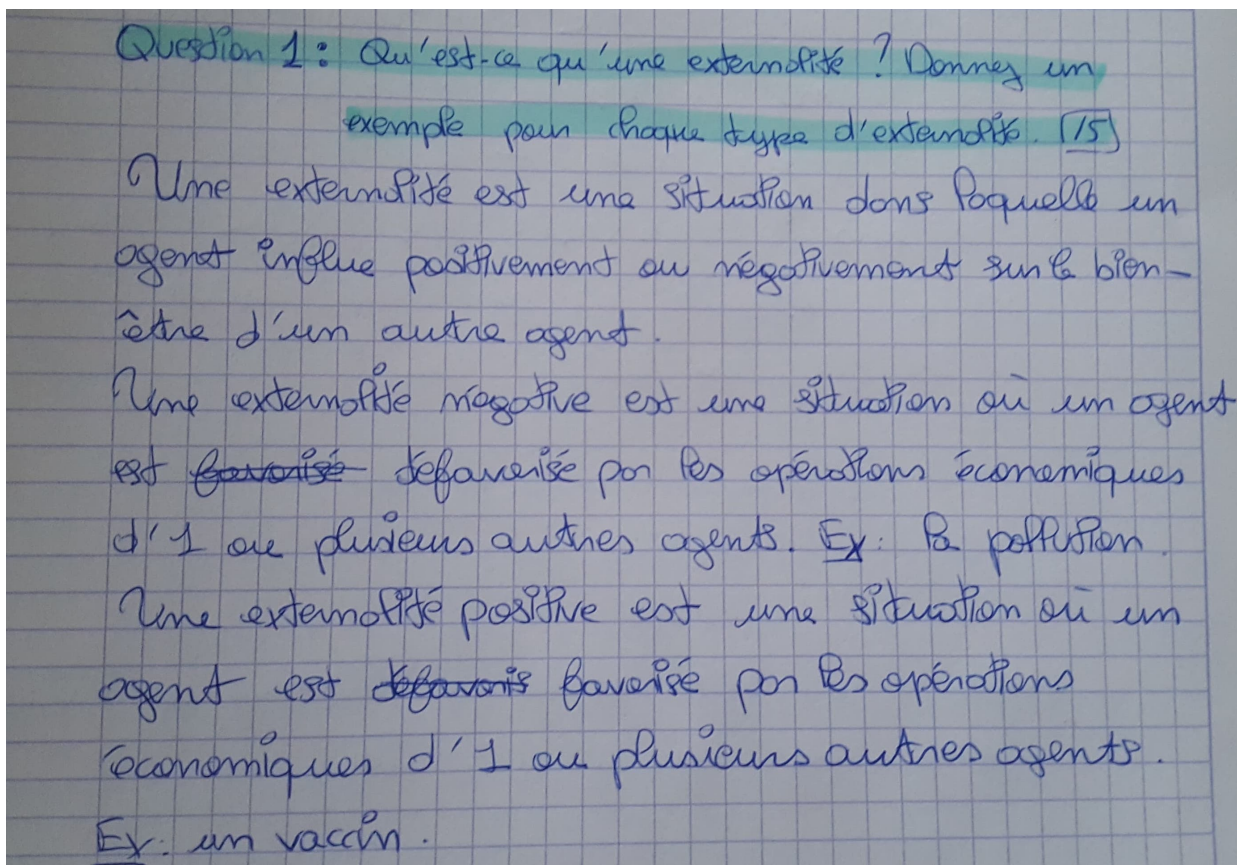 Question 1 : Qu'est-ce qu'une externalité ? Donnez un
exemple pour chaque type d'externalité. (15)
Une externalité est une situation dans laquelle un
agent influe positivement ou négativement sur le bien-
être d'un autre agent.
Une externalité négative est une situation où un agent
est favorisé défavorisé par les opérations économiques
d'1 ou plusieurs autres agents. Ex : la pollution.
Une externalité positive est une situation où un
agent est défavoris favorisé par les opérations
économiques d'1 ou plusieurs autres agents.
Ex : un vaccin.